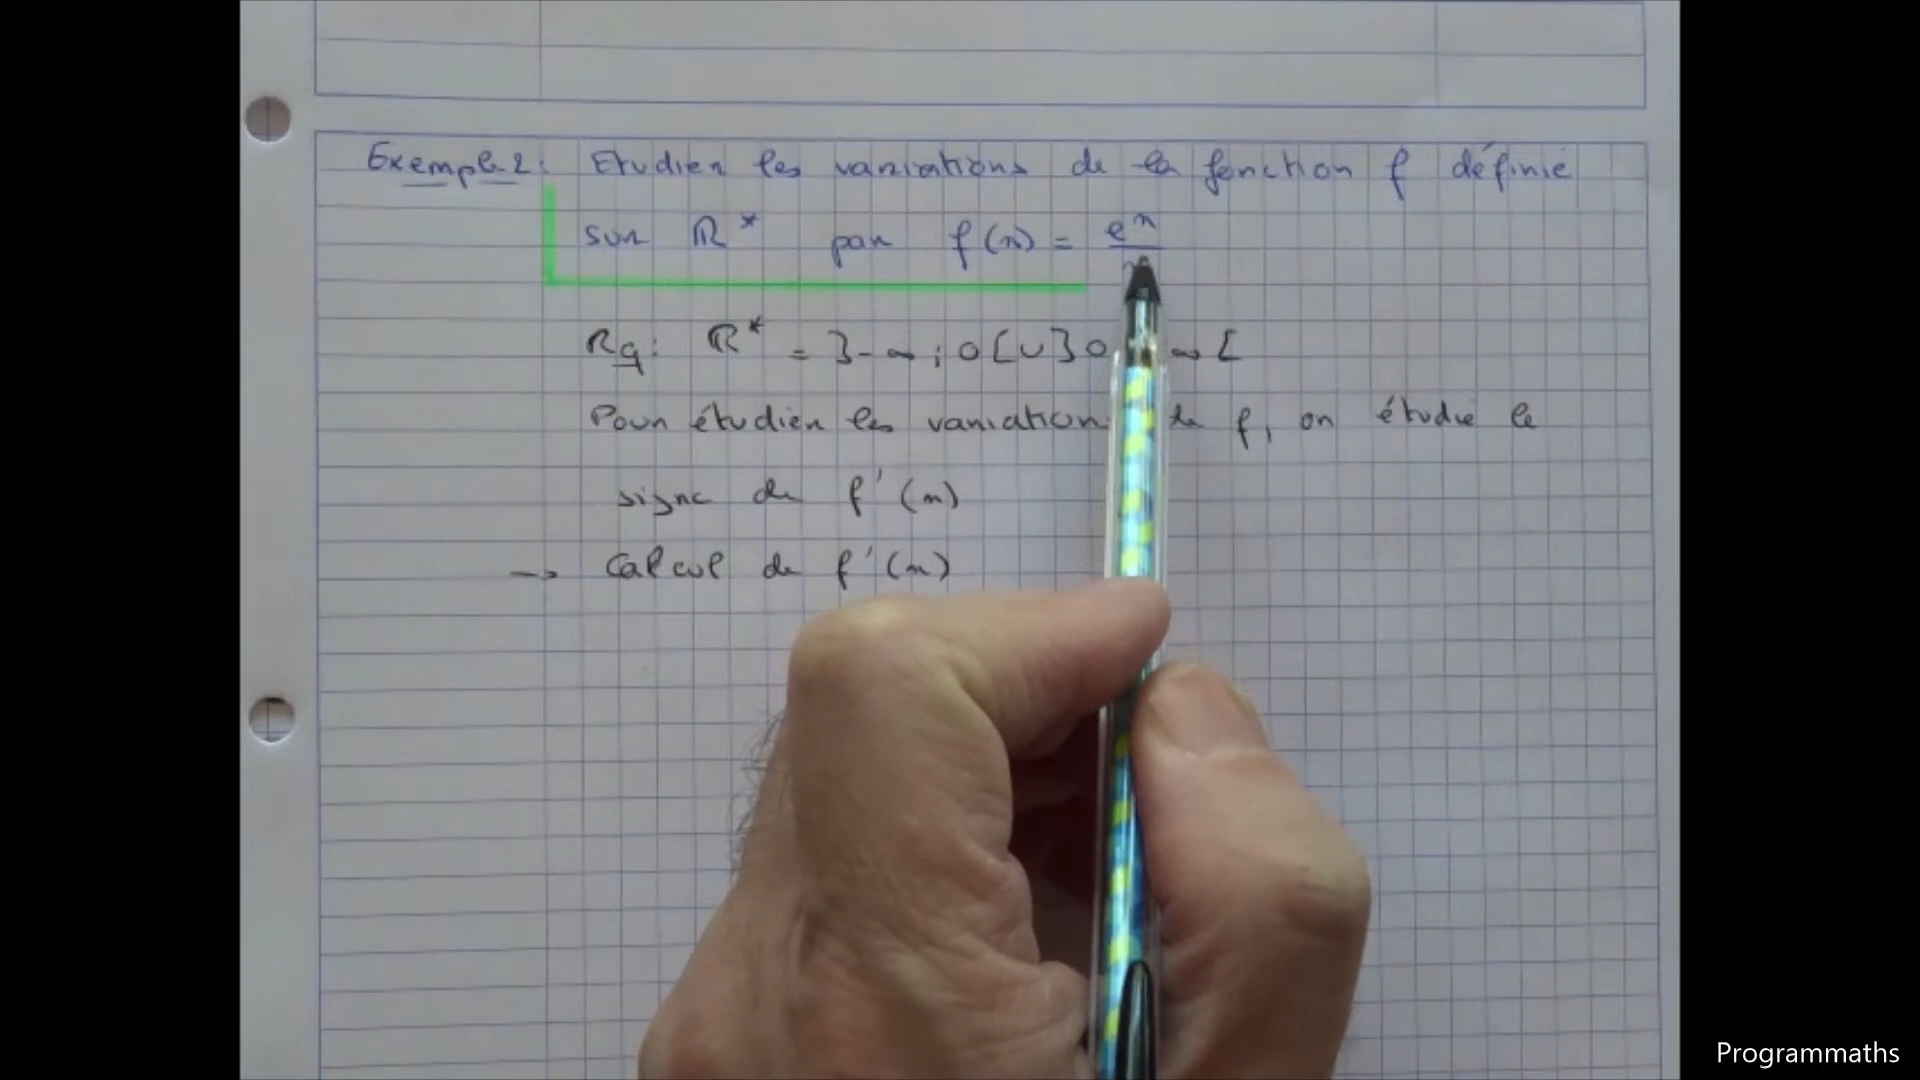 Exemple 2: Etudier les variations de la fonction f définie
sur ℝ* par f(x) = e^x / x
Rq: ℝ* = ]-∞; 0[ ∪ ]0 ∞ [
Pour étudier les variations de f, on étudie le
signe de f'(x)
→ Calcul de f'(x)
Programmaths